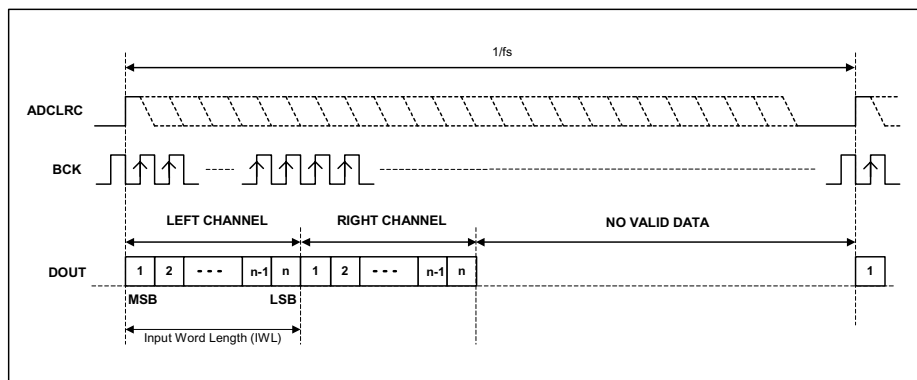 1/fs
ADCLRC
BCK
LEFT CHANNEL RIGHT CHANNEL NO VALID DATA
DOUT 1 2 - - - n-1 n 1 2 - - - n-1 n 1
MSB LSB
Input Word Length (IWL)